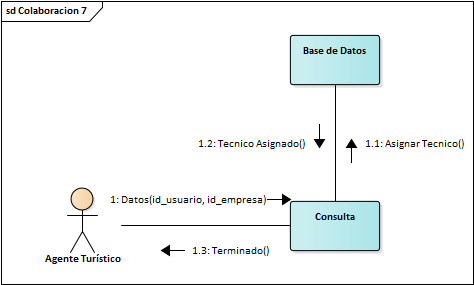 sd Colaboracion 7
Base de Datos
1.2: Tecnico Asignado()
1.1: Asignar Tecnico()
1: Datos(id_usuario, id_empresa)
Consulta
1.3: Terminado()
Agente Turístico